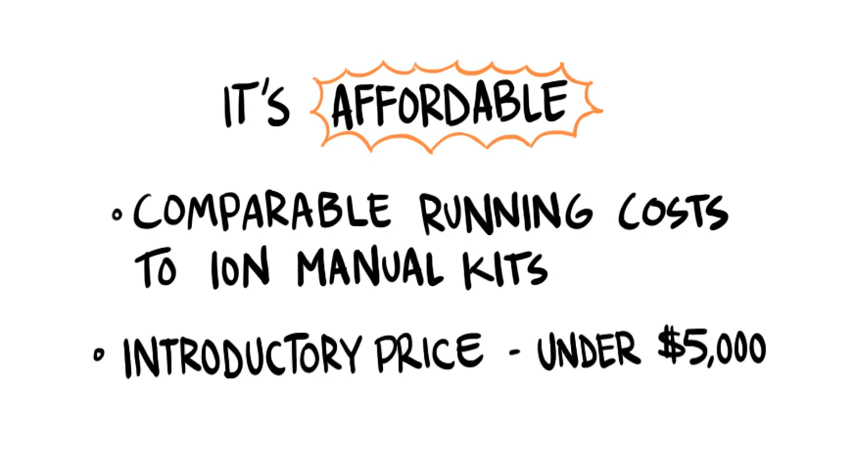 IT'S AFFORDABLE
• COMPARABLE RUNNING COSTS
TO ION MANUAL KITS
• INTRODUCTORY PRICE - UNDER $5,000